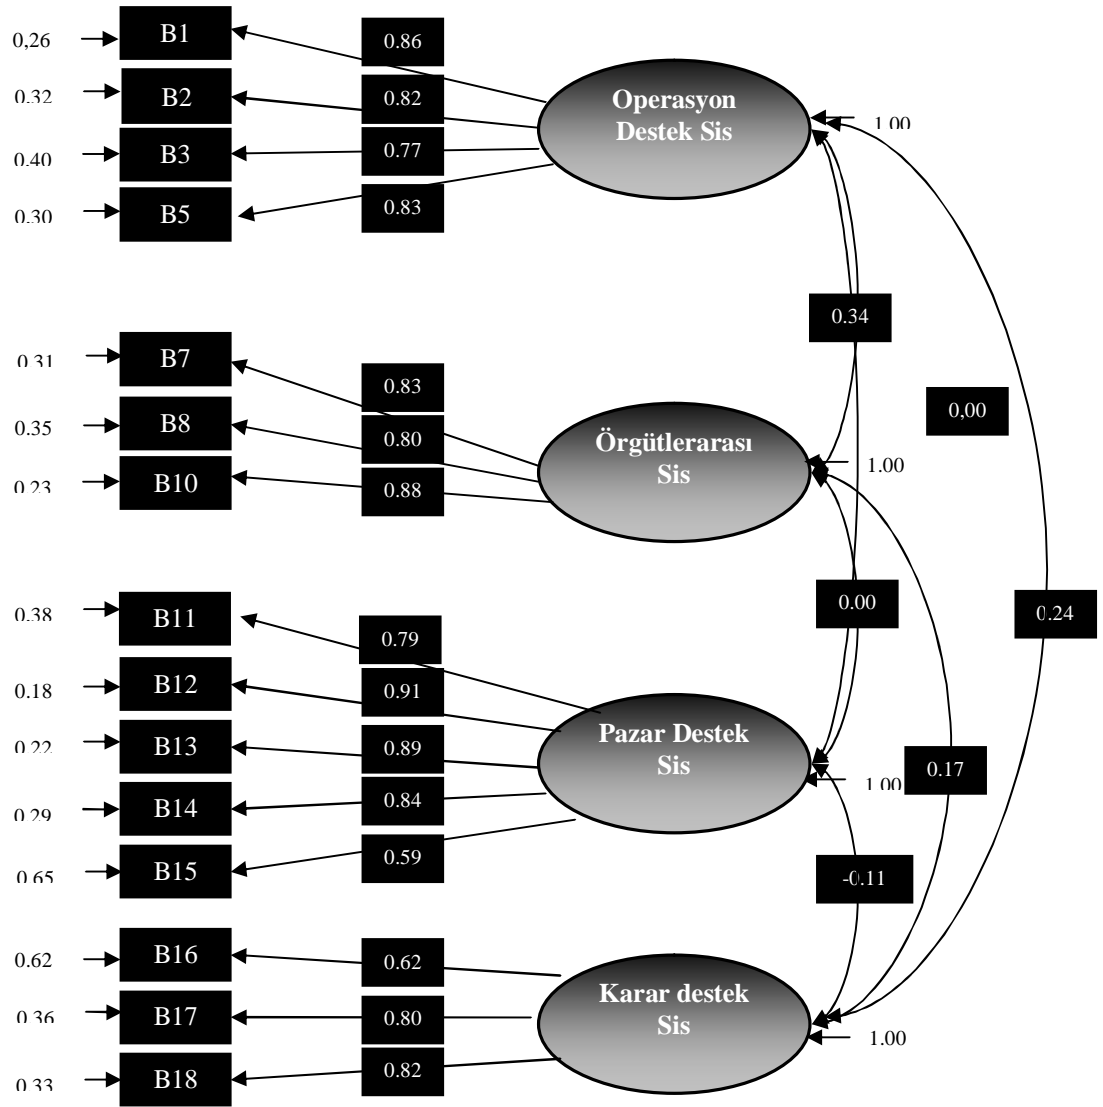 0,26
B1
0.86
0.32
B2
0.82
0.40
B3
0.77
0.30
B5
0.83
Operasyon
Destek Sis
1.00
0.34
0.31
B7
0.83
0.35
B8
0.80
0.23
B10
0.88
Örgütlerarası
Sis
1.00
0,00
0.00
0.24
0.38
B11
0.79
0.18
B12
0.91
0.22
B13
0.89
0.29
B14
0.84
0.65
B15
0.59
Pazar Destek
Sis
1.00
0.17
-0.11
0.62
B16
0.62
0.36
B17
0.80
0.33
B18
0.82
Karar destek
Sis
1.00